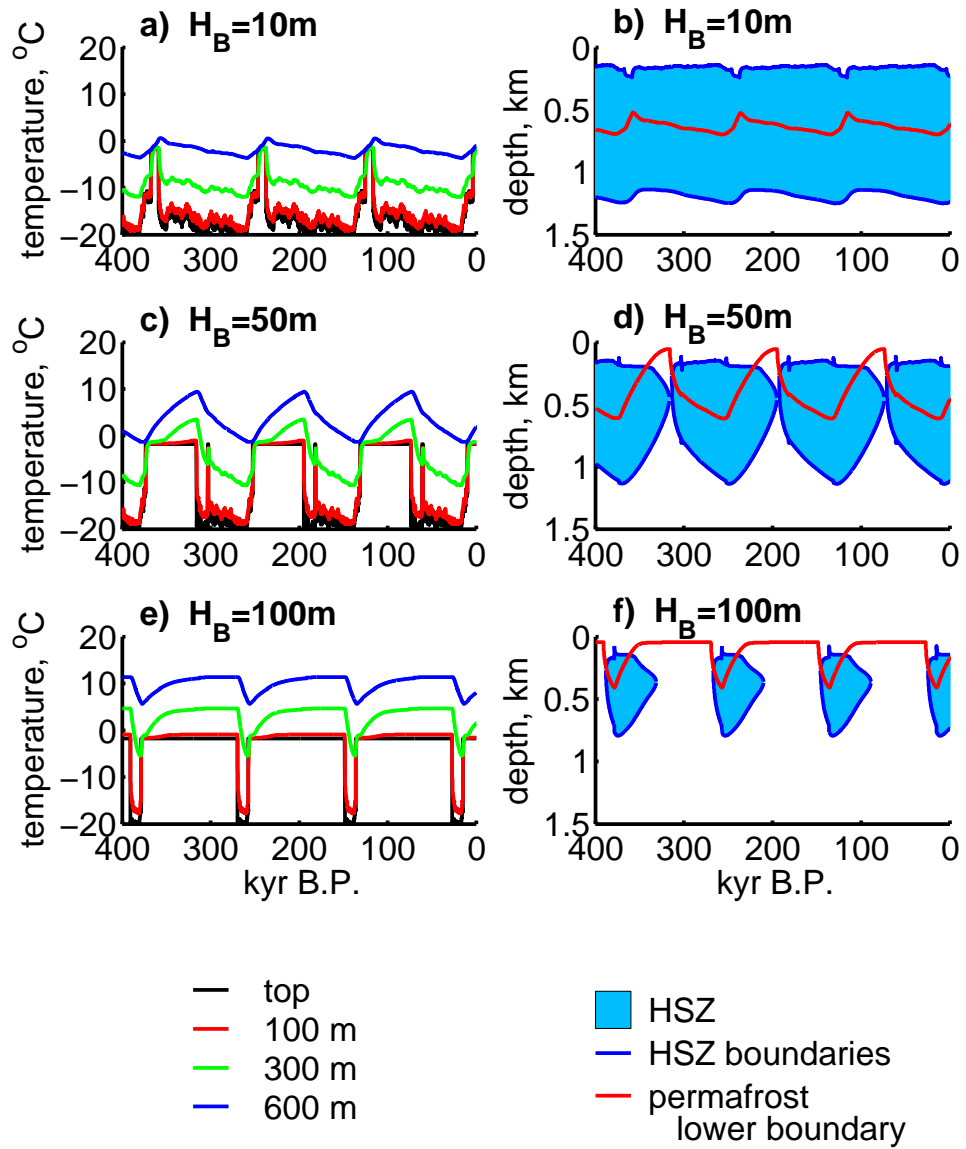 a) H_B=10m
temperature, °C
20
10
0
−10
−20
400 300 200 100 0
b) H_B=10m
depth, km
0
0.5
1
1.5
400 300 200 100 0
c) H_B=50m
temperature, °C
20
10
0
−10
−20
400 300 200 100 0
d) H_B=50m
depth, km
0
0.5
1
1.5
400 300 200 100 0
e) H_B=100m
temperature, °C
20
10
0
−10
−20
400 300 200 100 0
kyr B.P.
f) H_B=100m
depth, km
0
0.5
1
1.5
400 300 200 100 0
kyr B.P.
top
100 m
300 m
600 m
HSZ
HSZ boundaries
permafrost
lower boundary